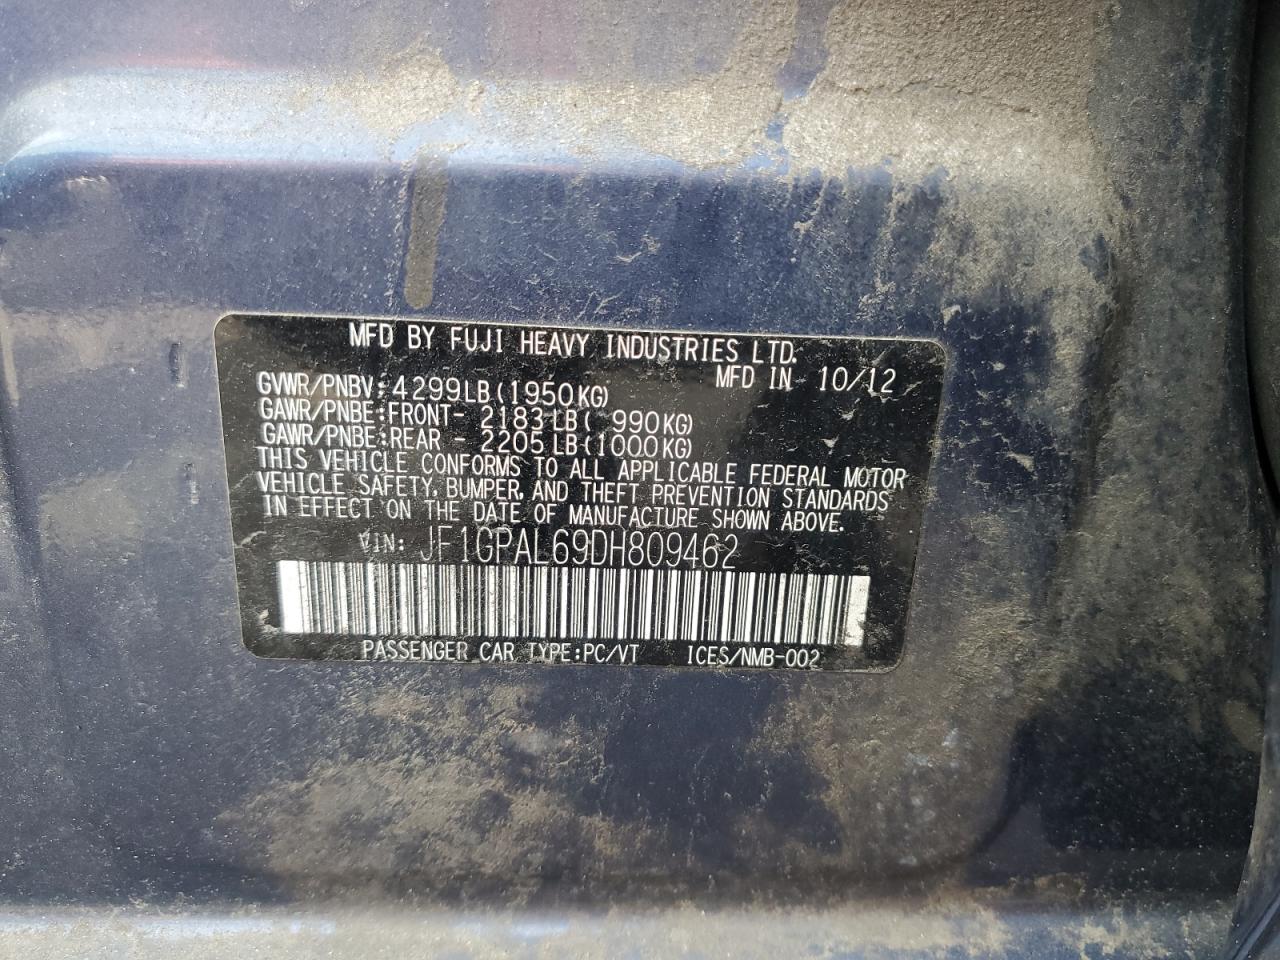 MFD BY FUJI HEAVY INDUSTRIES LTD.
MFD IN 10/12
GVWR/PNBV:4299LB(1950KG)
GAWR/PNBE:FRONT- 2183LB( 990KG)
GAWR/PNBE:REAR - 2205LB(1000KG)
THIS VEHICLE CONFORMS TO ALL APPLICABLE FEDERAL MOTOR
VEHICLE SAFETY, BUMPER, AND THEFT PREVENTION STANDARDS
IN EFFECT ON THE DATE OF MANUFACTURE SHOWN ABOVE.
VIN: JF1GPAL69DH809462
PASSENGER CAR TYPE:PC/VT ICES/NMB-002